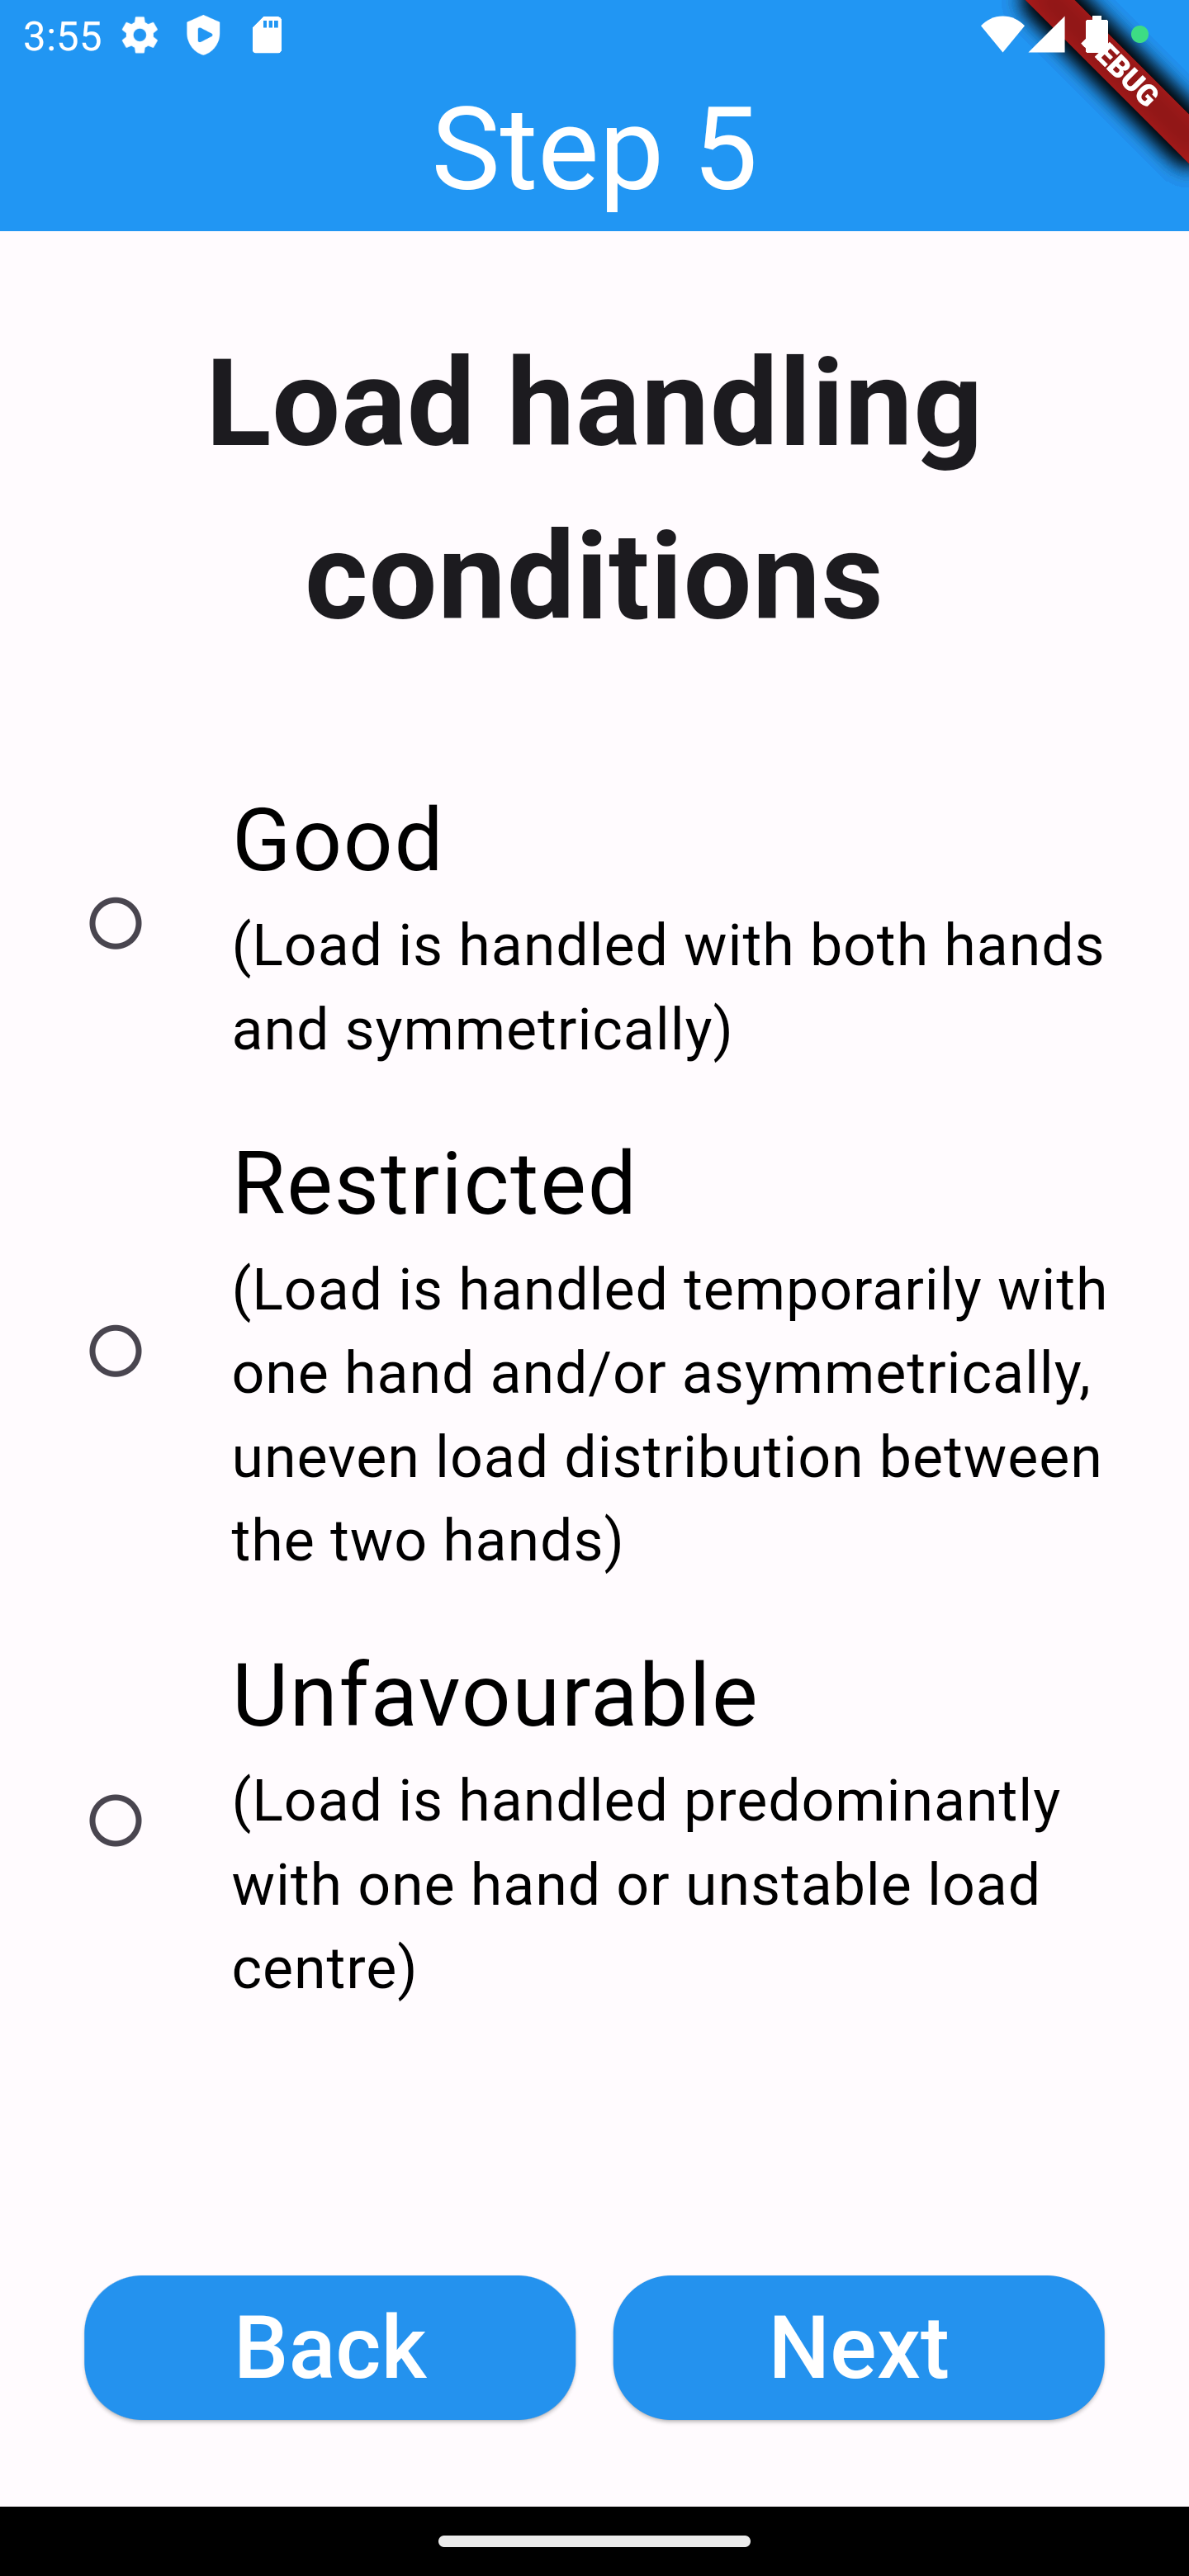 3:55
DEBUG
Step 5
Load handling
conditions
Good
(Load is handled with both hands
and symmetrically)
Restricted
(Load is handled temporarily with
one hand and/or asymmetrically,
uneven load distribution between
the two hands)
Unfavourable
(Load is handled predominantly
with one hand or unstable load
centre)
Back
Next